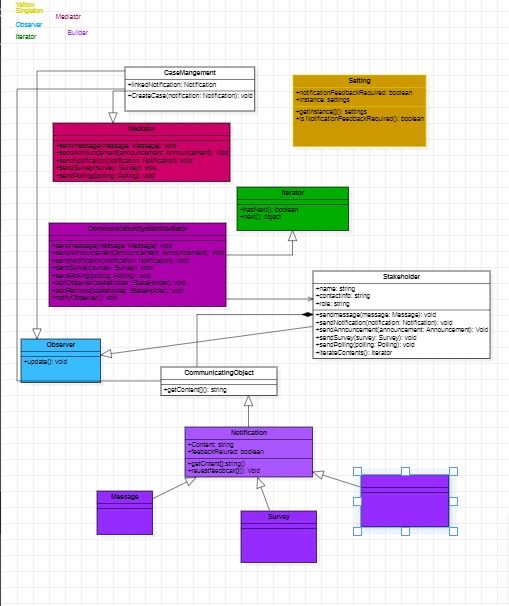 Yellow
Singleton
Mediator
Observer
Builder
Iterator
CaseMangement
+linkedNotification: Notification
+CreateCase(notification: Notification): void
Setting
+notificationFeedbackRequired: boolean
+instance: settings
+getinstance(): settings
+is NotificationFeedbackRequired(): boolean
Mediator
+sendmessage(message: Message): void
+sendAnnouncement(announcement: Announcement): void
+sendNotification(notification: Notification): void
+sendSurvey(survey: Survey): void
+sendPolling(polling: Polling): void
Iterator
+hasNext(): boolean
+next(): object
CommunicationSystemMediator
+sendmessage(message: Message): void
+sendAnnouncement(announcement: Announcement): void
+sendNotification(notification: Notification): void
+sendSurvey(survey: Survey): void
+sendPolling(polling: Polling): void
+addObserver(stakeholder: StakeHolder): void
+addRemove(stakeholder: StakeHolder): void
+notifyObserver(): void
Stakeholder
+name: string
+contactinfo: string
+role: string
+sendmessage(message: Message): void
+sendNotification(notification: Notification): void
+sendAnnouncement(announcement: Announcement): void
+sendSurvey(survey: Survey): void
+sendPolling(polling: Polling): void
+iterateContents(): Iterator
Observer
+update(): void
CommunicatingObject
+getContent(): string
Notification
+Content: string
+feebackReiured: boolean
+getCntent():string()
+reuestfeedbcak(): Void
Message
Survey